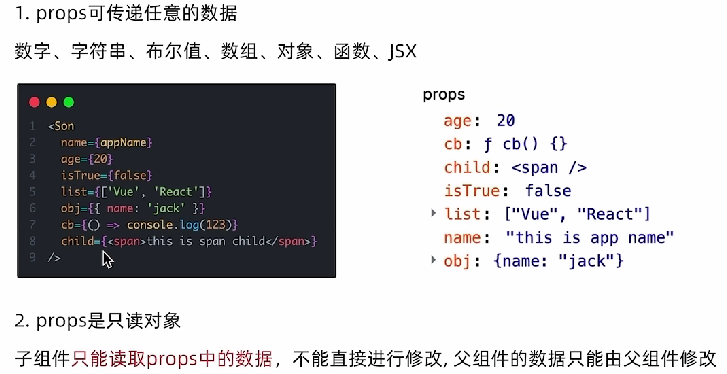 1. props可传递任意的数据
数字、字符串、布尔值、数组、对象、函数、JSX
1 <Son
2 name={appName}
3 age={20}
4 isTrue={false}
5 list={['Vue', 'React']}
6 obj={{ name: 'jack' }}
7 cb={() => console.log(123)}
8 child={<span>this is span child</span>}
9 />
props
age: 20
cb: ƒ cb() {}
child: <span />
isTrue: false
list: ["Vue", "React"]
name: "this is app name"
obj: {name: "jack"}
2. props是只读对象
子组件只能读取props中的数据，不能直接进行修改, 父组件的数据只能由父组件修改